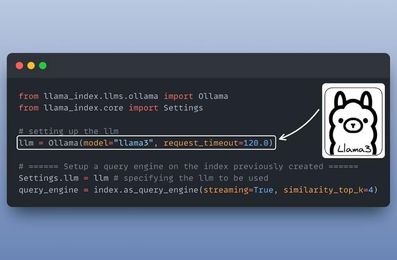 from llama_index.llms.ollama import Ollama
from llama_index.core import Settings
# setting up the llm
llm = Ollama(model="llama3", request_timeout=120.0)
Llama3
# ====== Setup a query engine on the index previously created ======
Settings.llm = llm # specifying the llm to be used
query_engine = index.as_query_engine(streaming=True, similarity_top_k=4)